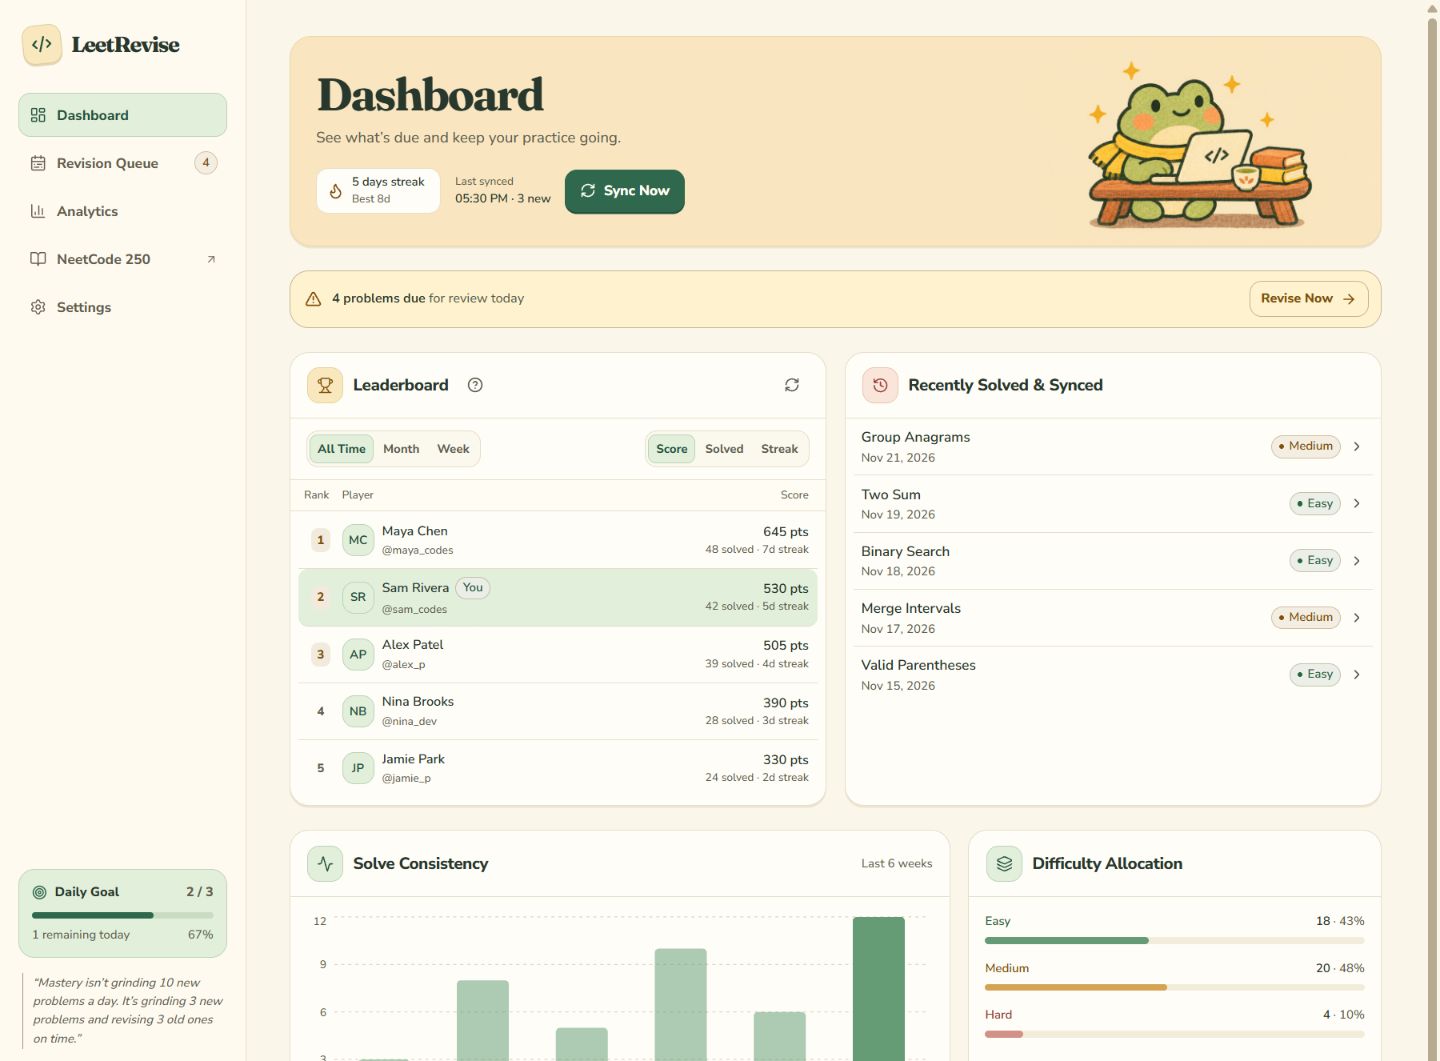 LeetRevise
Dashboard
Revision Queue 4
Analytics
NeetCode 250
Settings
Daily Goal 2 / 3
1 remaining today 67%
“Mastery isn’t grinding 10 new
problems a day. It’s grinding 3 new
problems and revising 3 old ones
on time.”
Dashboard
See what’s due and keep your practice going.
5 days streak
Best 8d
Last synced
05:30 PM · 3 new
Sync Now
</>
4 problems due for review today
Revise Now
Leaderboard
All Time Month Week
Score Solved Streak
Rank Player Score
1 MC Maya Chen 645 pts
@maya_codes 48 solved · 7d streak
2 SR Sam Rivera You 530 pts
@sam_codes 42 solved · 5d streak
3 AP Alex Patel 505 pts
@alex_p 39 solved · 4d streak
4 NB Nina Brooks 390 pts
@nina_dev 28 solved · 3d streak
5 JP Jamie Park 330 pts
@jamie_p 24 solved · 2d streak
Recently Solved & Synced
Group Anagrams Medium
Nov 21, 2026
Two Sum Easy
Nov 19, 2026
Binary Search Easy
Nov 18, 2026
Merge Intervals Medium
Nov 17, 2026
Valid Parentheses Easy
Nov 15, 2026
Solve Consistency Last 6 weeks
12
9
6
3
Difficulty Allocation
Easy 18 · 43%
Medium 20 · 48%
Hard 4 · 10%